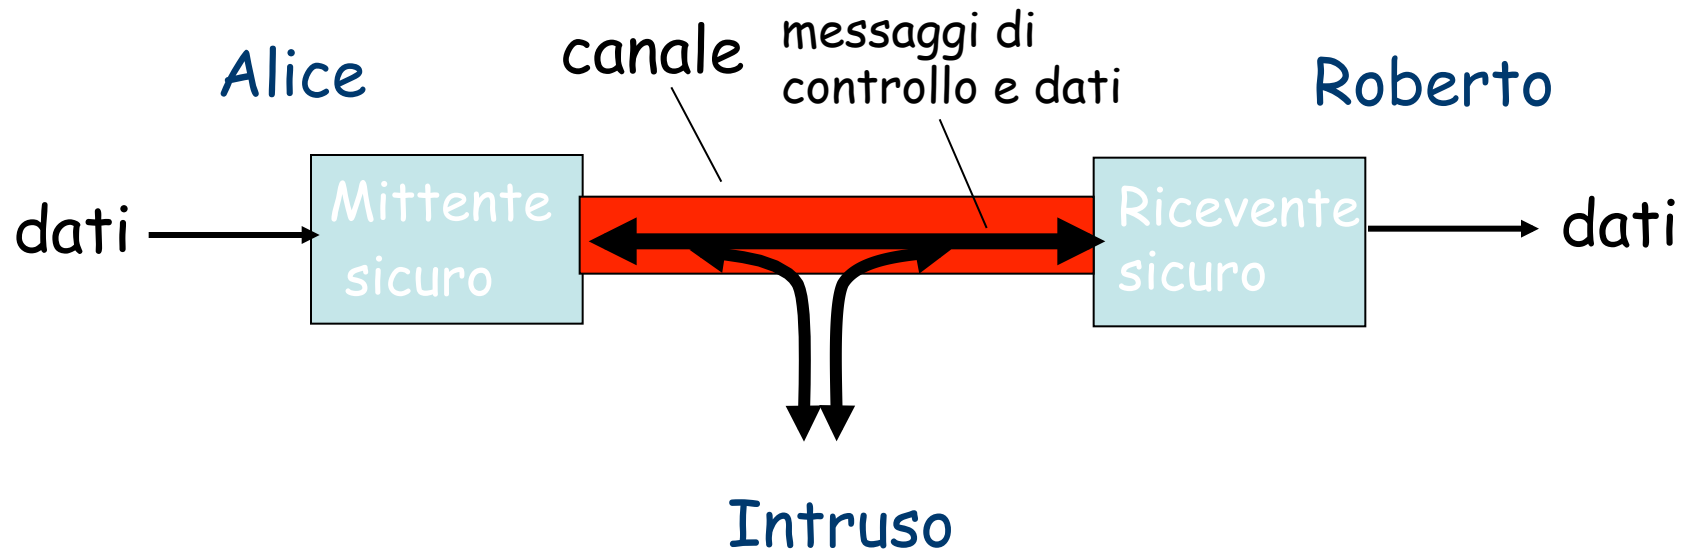 Alice
canale
messaggi di
controllo e dati
Roberto
dati
Mittente
sicuro
Ricevente
sicuro
dati
Intruso